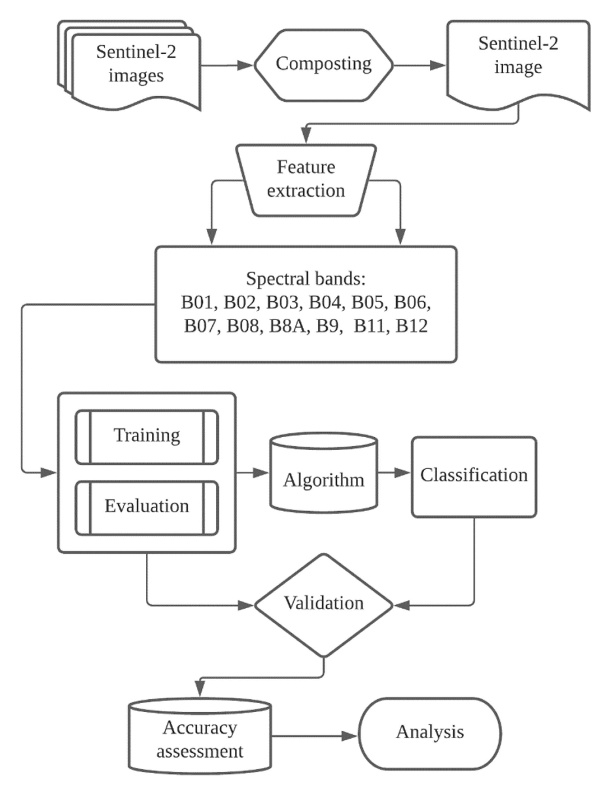 Sentinel-2
images
Composting
Sentinel-2
image
Feature
extraction
Spectral bands:
B01, B02, B03, B04, B05, B06,
B07, B08, B8A, B9, B11, B12
Training
Evaluation
Algorithm
Classification
Validation
Accuracy
assessment
Analysis